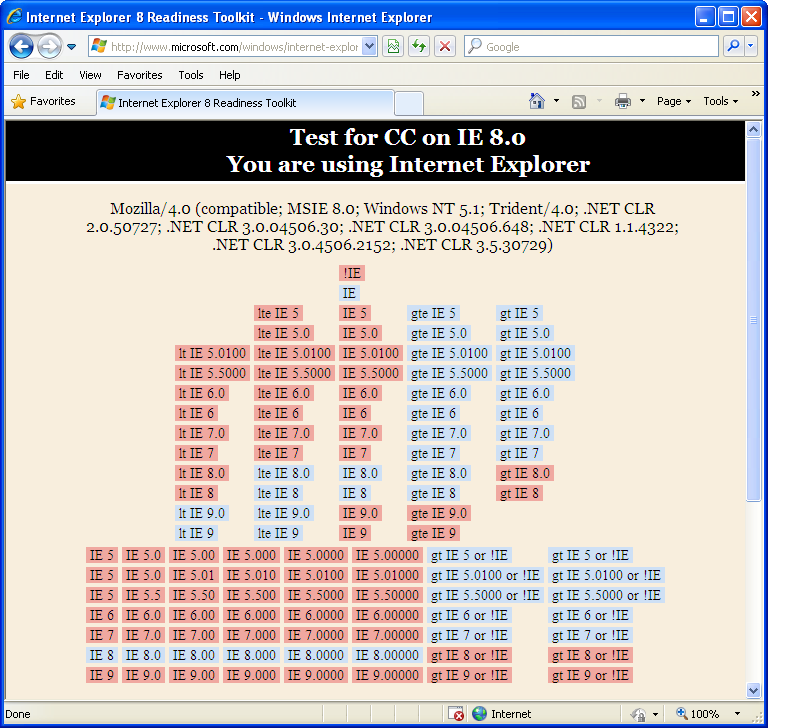 Internet Explorer 8 Readiness Toolkit - Windows Internet Explorer
http://www.microsoft.com/windows/internet-explor
Google
File Edit View Favorites Tools Help
Favorites Internet Explorer 8 Readiness Toolkit Page Tools »
Test for CC on IE 8.0
You are using Internet Explorer
Mozilla/4.0 (compatible; MSIE 8.0; Windows NT 5.1; Trident/4.0; .NET CLR
2.0.50727; .NET CLR 3.0.04506.30; .NET CLR 3.0.04506.648; .NET CLR 1.1.4322;
.NET CLR 3.0.4506.2152; .NET CLR 3.5.30729)
!IE
IE
lte IE 5 IE 5 gte IE 5 gt IE 5
lte IE 5.0 IE 5.0 gte IE 5.0 gt IE 5.0
lt IE 5.0100 lte IE 5.0100 IE 5.0100 gte IE 5.0100 gt IE 5.0100
lt IE 5.5000 lte IE 5.5000 IE 5.5000 gte IE 5.5000 gt IE 5.5000
lt IE 6.0 lte IE 6.0 IE 6.0 gte IE 6.0 gt IE 6.0
lt IE 6 lte IE 6 IE 6 gte IE 6 gt IE 6
lt IE 7.0 lte IE 7.0 IE 7.0 gte IE 7.0 gt IE 7.0
lt IE 7 lte IE 7 IE 7 gte IE 7 gt IE 7
lt IE 8.0 lte IE 8.0 IE 8.0 gte IE 8.0 gt IE 8.0
lt IE 8 lte IE 8 IE 8 gte IE 8 gt IE 8
lt IE 9.0 lte IE 9.0 IE 9.0 gte IE 9.0
lt IE 9 lte IE 9 IE 9 gte IE 9
IE 5 IE 5.0 IE 5.00 IE 5.000 IE 5.0000 IE 5.00000 gt IE 5 or !IE gt IE 5 or !IE
IE 5 IE 5.0 IE 5.01 IE 5.010 IE 5.0100 IE 5.01000 gt IE 5.0100 or !IE gt IE 5.0100 or !IE
IE 5 IE 5.5 IE 5.50 IE 5.500 IE 5.5000 IE 5.50000 gt IE 5.5000 or !IE gt IE 5.5000 or !IE
IE 6 IE 6.0 IE 6.00 IE 6.000 IE 6.0000 IE 6.00000 gt IE 6 or !IE gt IE 6 or !IE
IE 7 IE 7.0 IE 7.00 IE 7.000 IE 7.0000 IE 7.00000 gt IE 7 or !IE gt IE 7 or !IE
IE 8 IE 8.0 IE 8.00 IE 8.000 IE 8.0000 IE 8.00000 gt IE 8 or !IE gt IE 8 or !IE
IE 9 IE 9.0 IE 9.00 IE 9.000 IE 9.0000 IE 9.00000 gt IE 9 or !IE gt IE 9 or !IE
Done Internet 100%